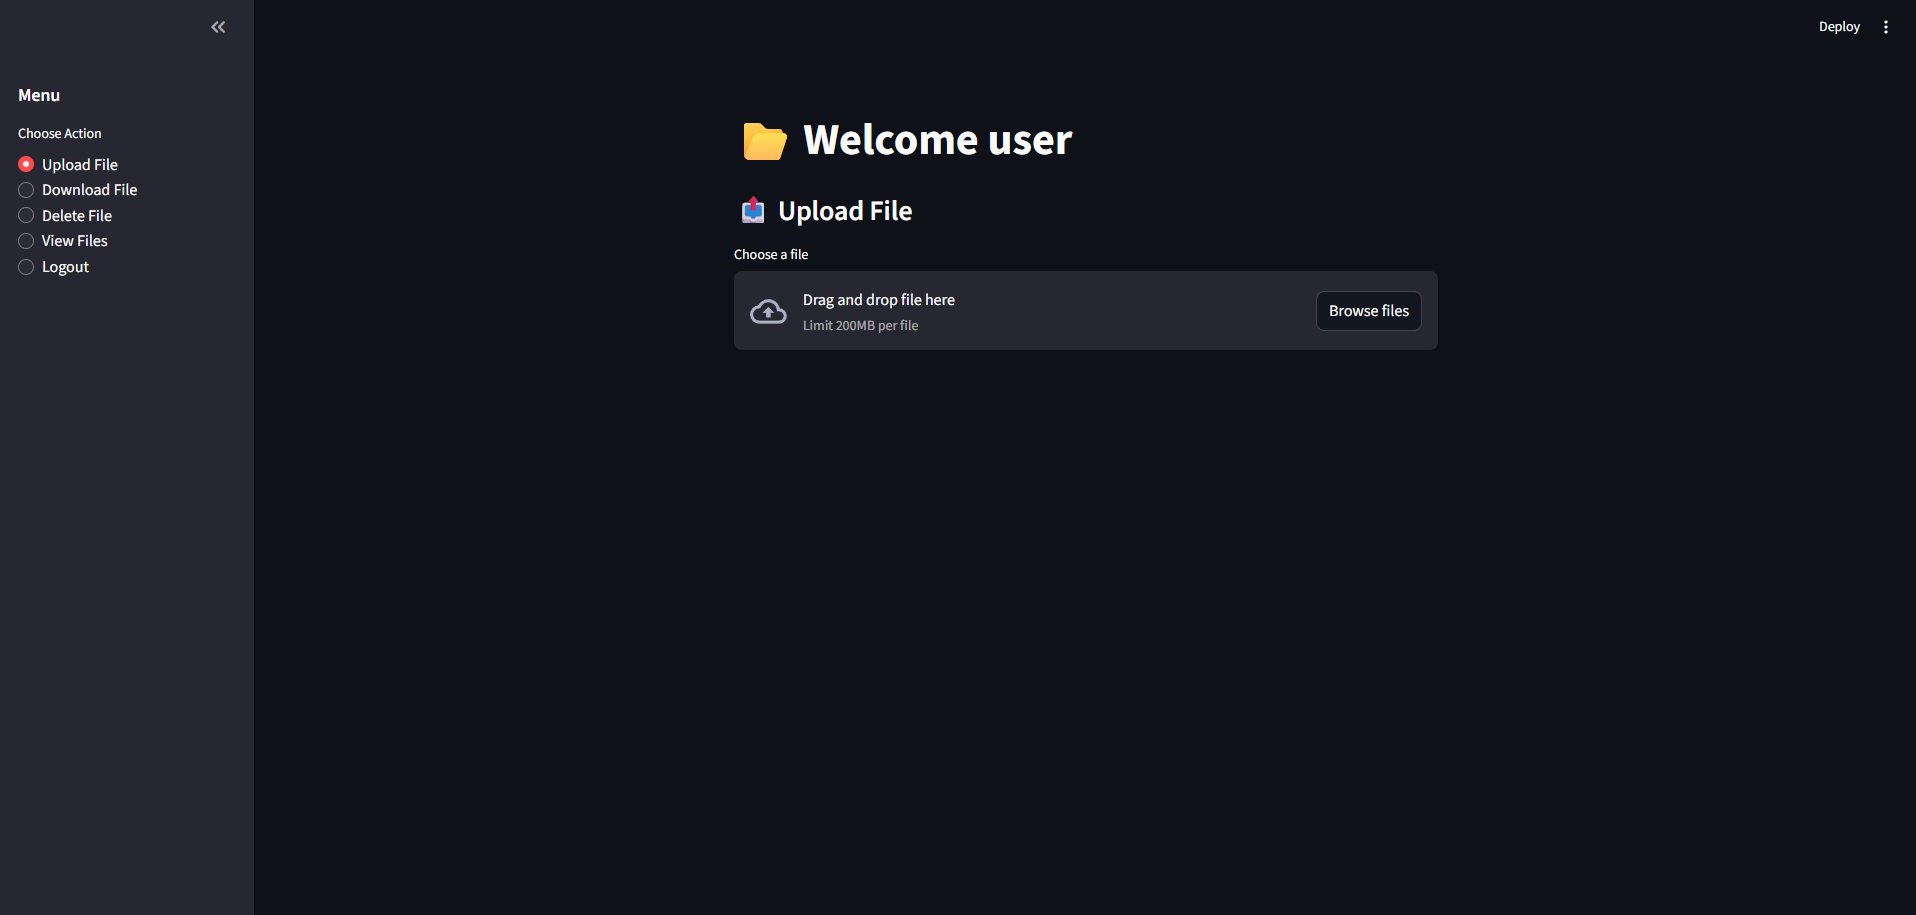 Deploy
Menu
Choose Action
Upload File
Download File
Delete File
View Files
Logout
Welcome user
Upload File
Choose a file
Drag and drop file here
Limit 200MB per file
Browse files